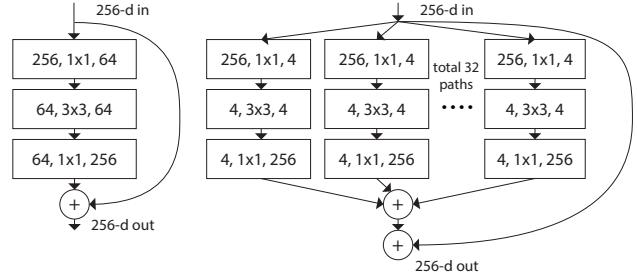 256-d in
256, 1x1, 64
64, 3x3, 64
64, 1x1, 256
+
256-d out
256-d in
256, 1x1, 4
256, 1x1, 4
256, 1x1, 4
total 32
paths
....
4, 3x3, 4
4, 3x3, 4
4, 3x3, 4
4, 1x1, 256
4, 1x1, 256
4, 1x1, 256
+
+
256-d out